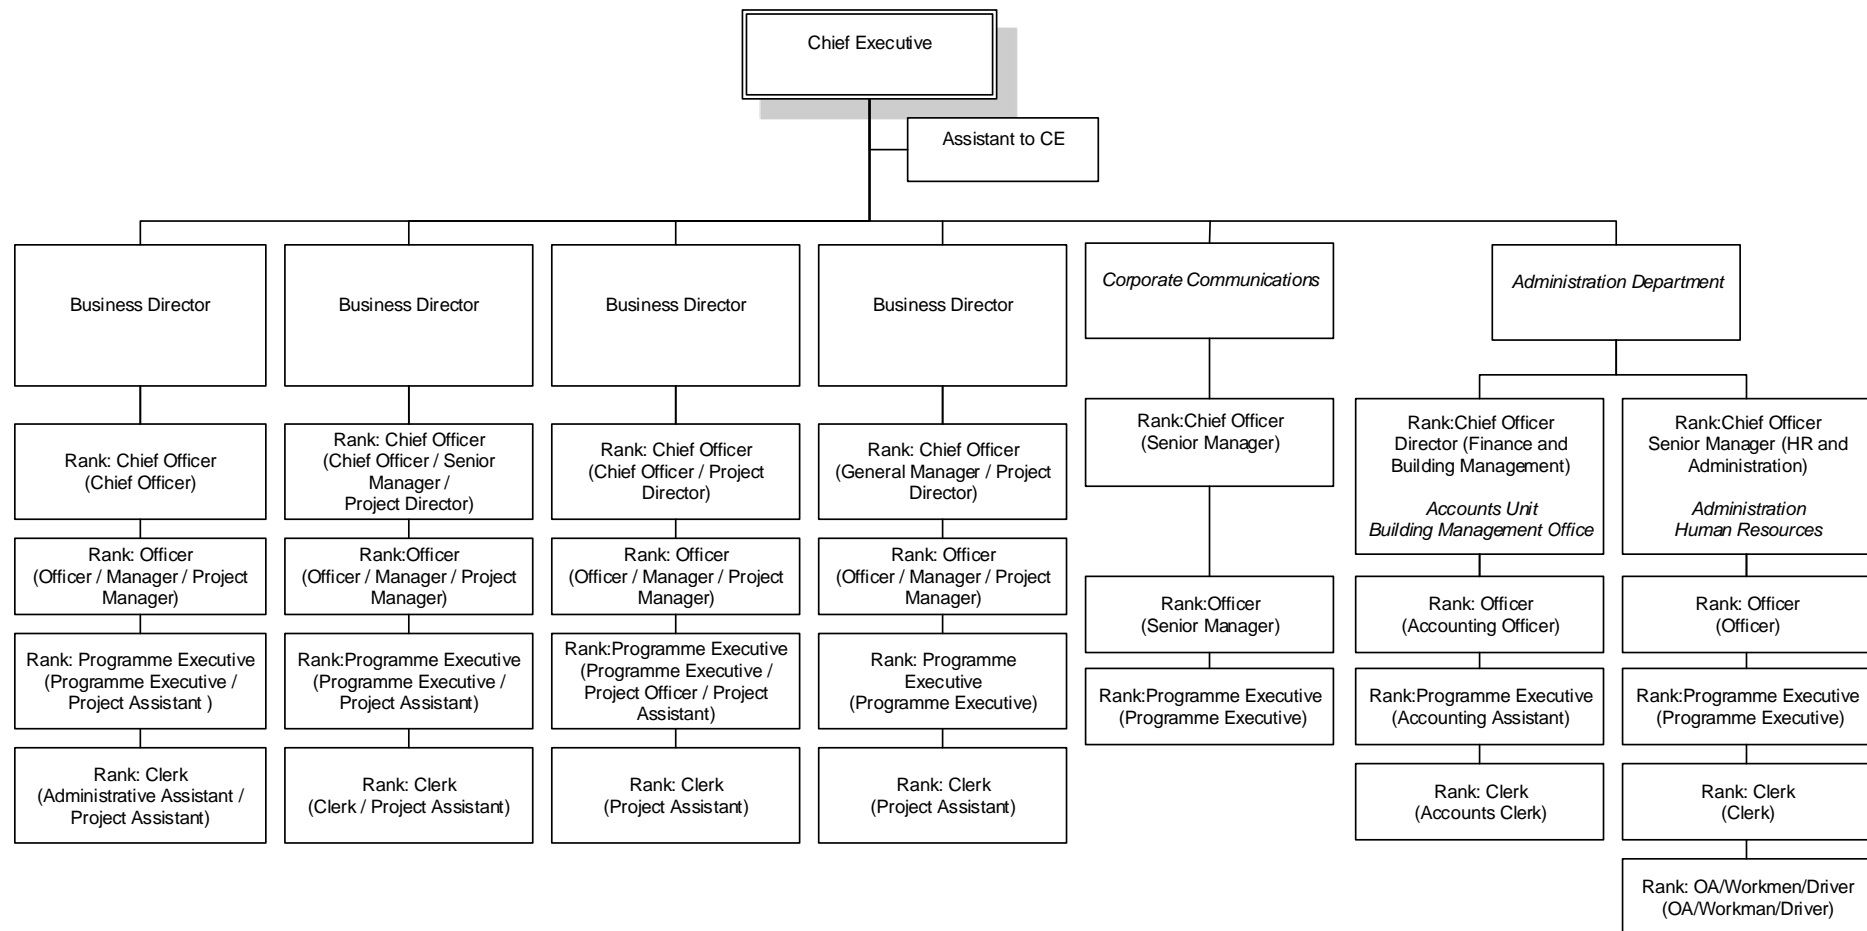 Chief Executive
Assistant to CE
Business Director
Business Director
Business Director
Business Director
Corporate Communications
Administration Department
Rank: Chief Officer
(Chief Officer)
Rank: Chief Officer
(Chief Officer / Senior
Manager /
Project Director)
Rank: Chief Officer
(Chief Officer / Project
Director)
Rank: Chief Officer
(General Manager / Project
Director)
Rank:Chief Officer
(Senior Manager)
Rank:Chief Officer
Director (Finance and
Building Management)
Accounts Unit
Building Management Office
Rank:Chief Officer
Senior Manager (HR and
Administration)
Administration
Human Resources
Rank: Officer
(Officer / Manager / Project
Manager)
Rank:Officer
(Officer / Manager / Project
Manager)
Rank: Officer
(Officer / Manager / Project
Manager)
Rank: Officer
(Officer / Manager / Project
Manager)
Rank:Officer
(Senior Manager)
Rank: Officer
(Accounting Officer)
Rank: Officer
(Officer)
Rank: Programme Executive
(Programme Executive /
Project Assistant )
Rank:Programme Executive
(Programme Executive /
Project Assistant)
Rank:Programme Executive
(Programme Executive /
Project Officer / Project
Assistant)
Rank: Programme
Executive
(Programme Executive)
Rank:Programme Executive
(Programme Executive)
Rank:Programme Executive
(Accounting Assistant)
Rank:Programme Executive
(Programme Executive)
Rank: Clerk
(Administrative Assistant /
Project Assistant)
Rank: Clerk
(Clerk / Project Assistant)
Rank: Clerk
(Project Assistant)
Rank: Clerk
(Project Assistant)
Rank: Clerk
(Accounts Clerk)
Rank: Clerk
(Clerk)
Rank: OA/Workmen/Driver
(OA/Workman/Driver)